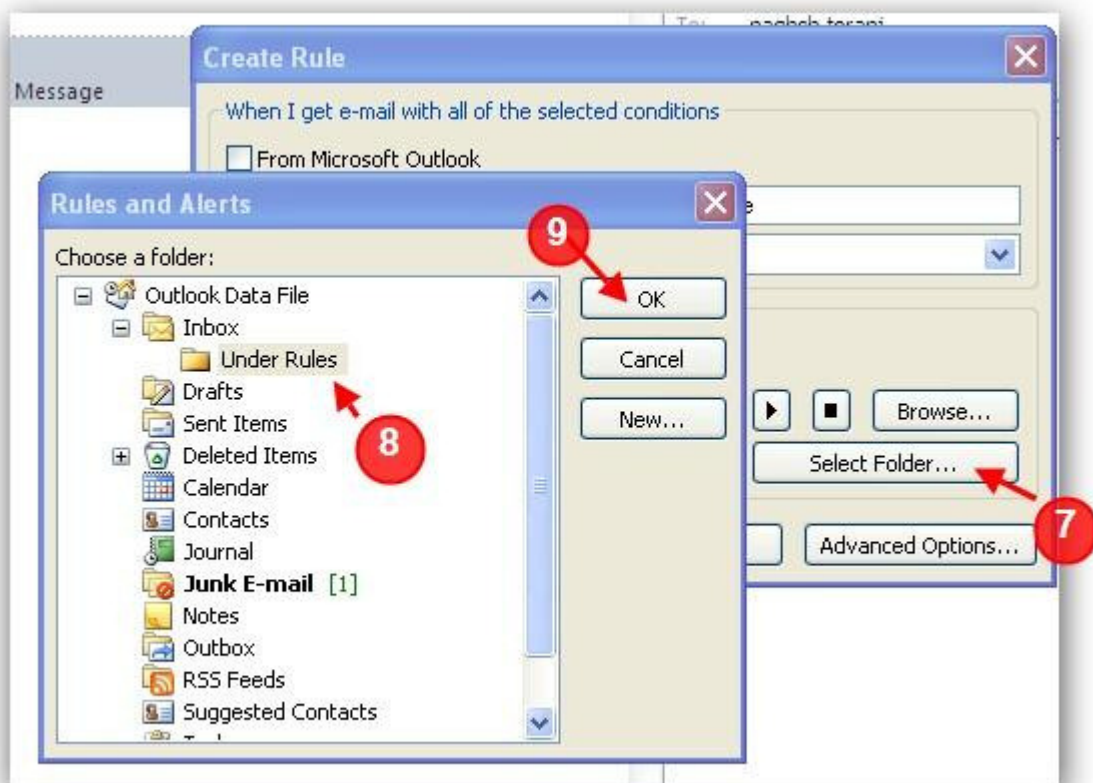 To: naghsh terani
Message
Create Rule
When I get e-mail with all of the selected conditions
From Microsoft Outlook
e
Rules and Alerts
Choose a folder:
Outlook Data File
Inbox
Under Rules
Drafts
Sent Items
Deleted Items
Calendar
Contacts
Journal
Junk E-mail [1]
Notes
Outbox
RSS Feeds
Suggested Contacts
OK
Cancel
New...
9
8
Browse...
Select Folder...
7
Advanced Options...